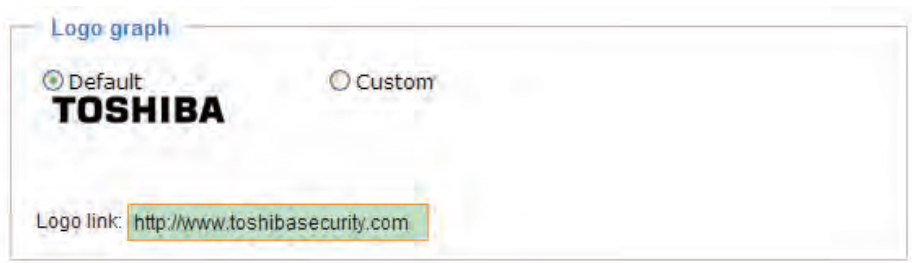 Logo graph
Default Custom
TOSHIBA
Logo link: http://www.toshibasecurity.com